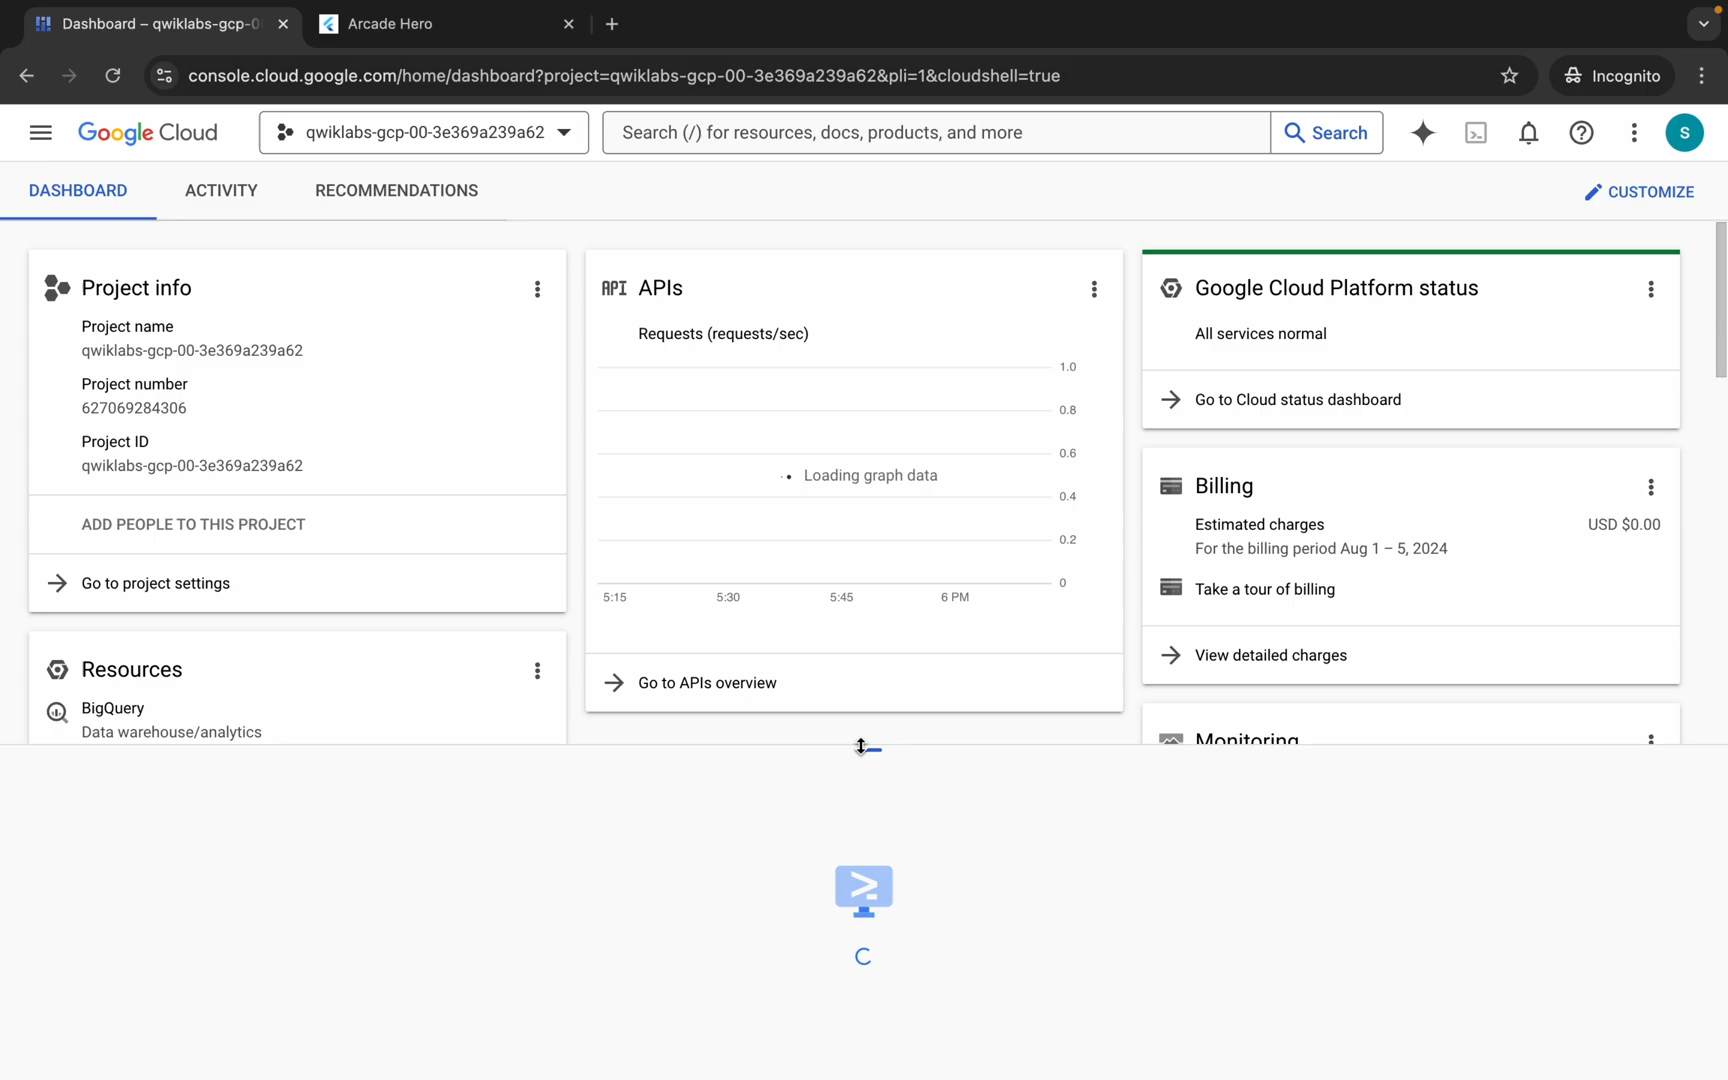 Dashboard – qwiklabs-gcp-0
Arcade Hero
console.cloud.google.com/home/dashboard?project=qwiklabs-gcp-00-3e369a239a62&pli=1&cloudshell=true
Incognito
Google Cloud
qwiklabs-gcp-00-3e369a239a62
Search (/) for resources, docs, products, and more
Search
S
DASHBOARD
ACTIVITY
RECOMMENDATIONS
CUSTOMIZE
Project info
Project name
qwiklabs-gcp-00-3e369a239a62
Project number
627069284306
Project ID
qwiklabs-gcp-00-3e369a239a62
ADD PEOPLE TO THIS PROJECT
Go to project settings
Resources
BigQuery
Data warehouse/analytics
API APIs
Requests (requests/sec)
1.0
0.8
0.6
Loading graph data
0.4
0.2
0
5:15 5:30 5:45 6 PM
Go to APIs overview
Google Cloud Platform status
All services normal
Go to Cloud status dashboard
Billing
Estimated charges USD $0.00
For the billing period Aug 1 – 5, 2024
Take a tour of billing
View detailed charges
Monitoring